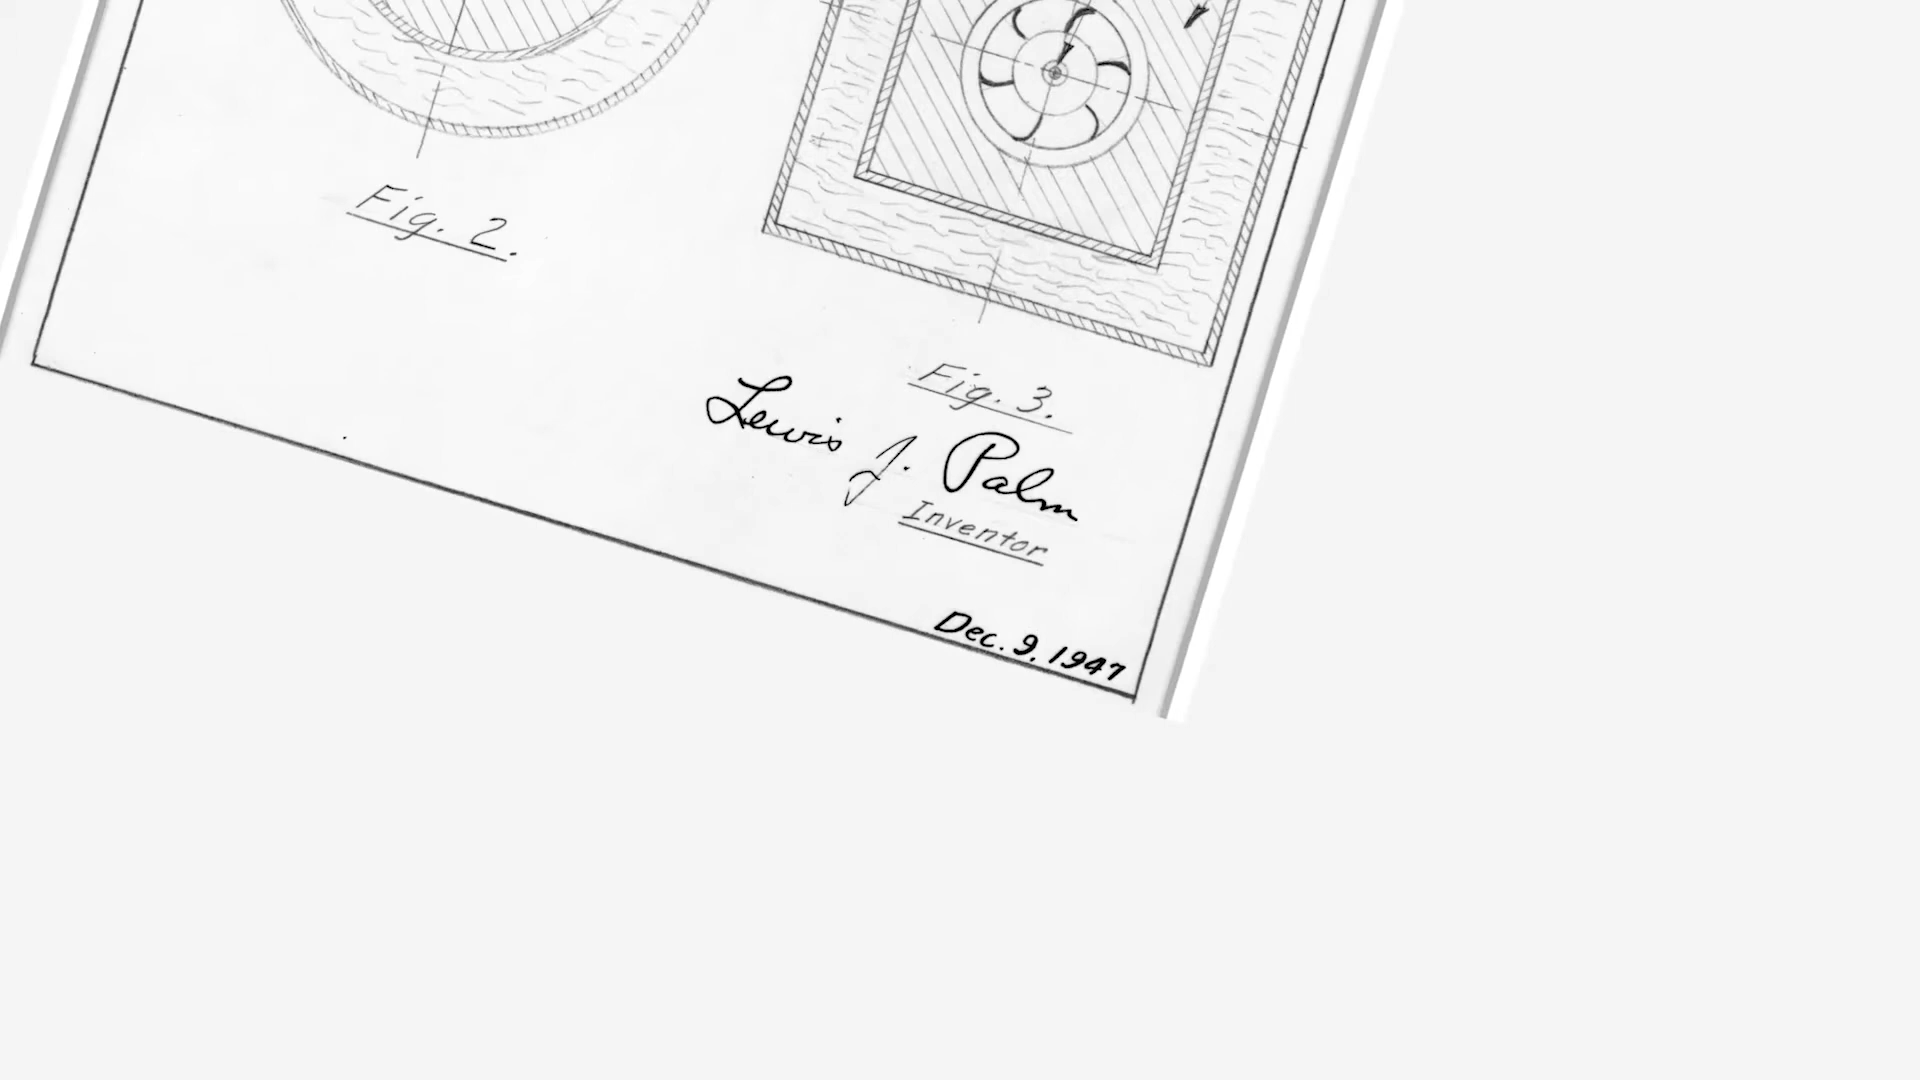 Fig. 2.
Fig. 3.
Lewis J. Palm
Inventor
Dec. 9. 1947